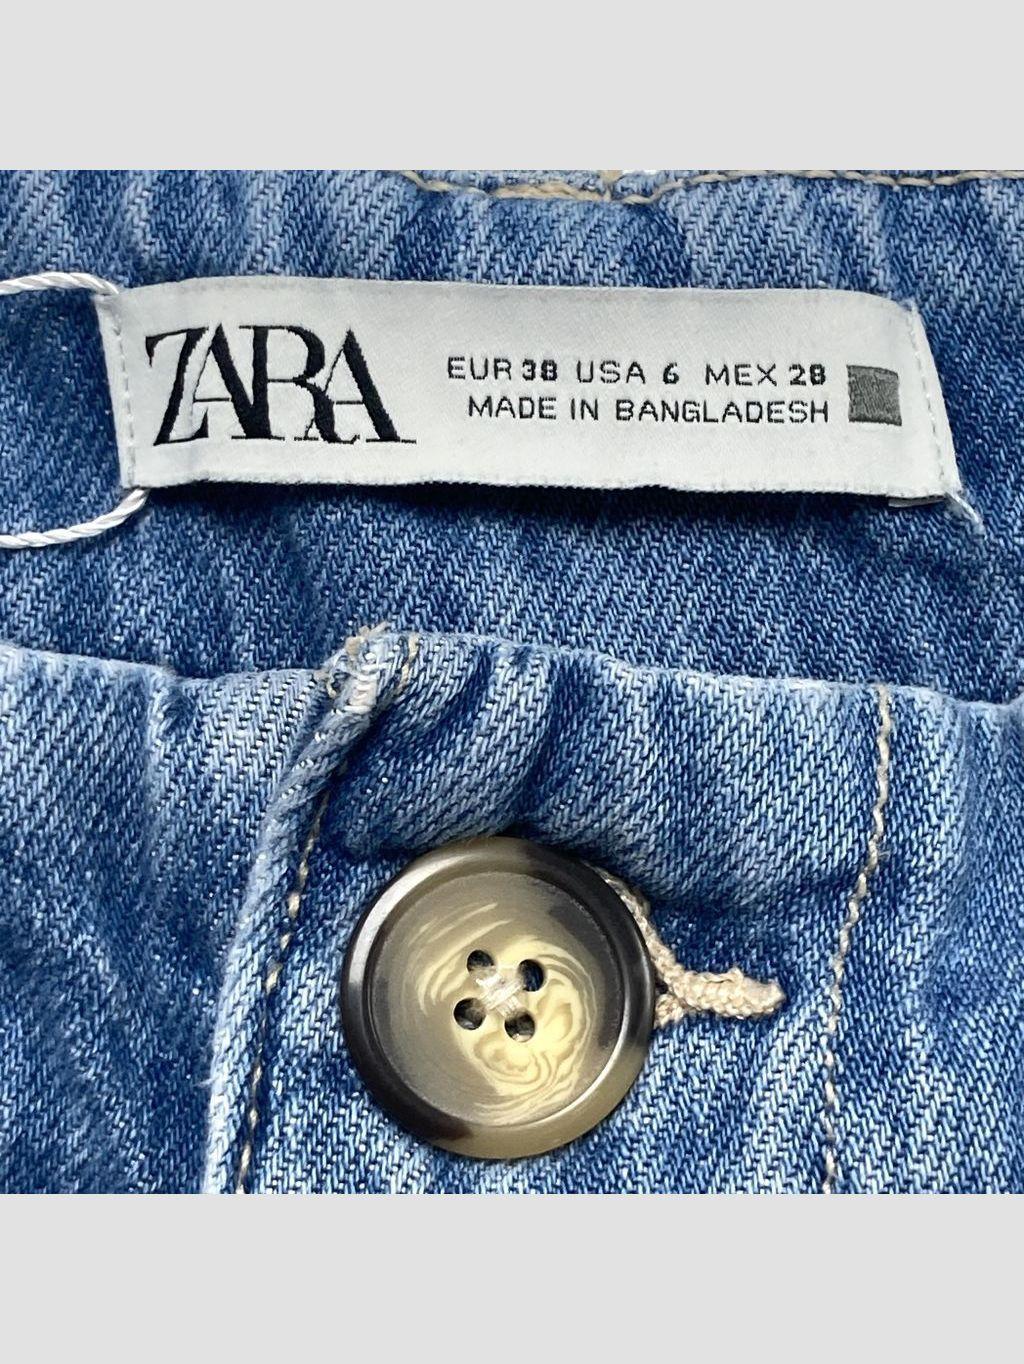 ZARA
EUR 38 USA 6 MEX 28
MADE IN BANGLADESH